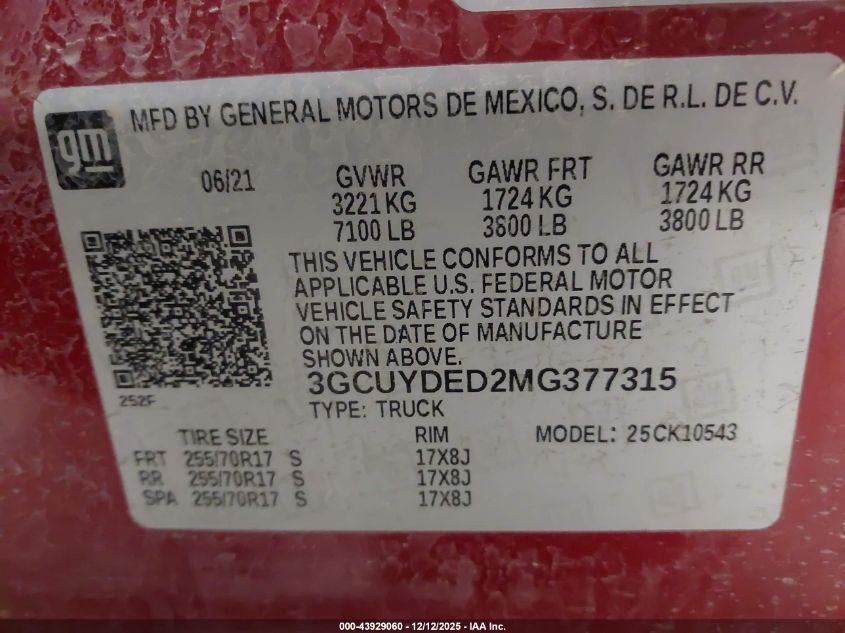 MFD BY GENERAL MOTORS DE MEXICO, S. DE R.L. DE C.V.
gm
06/21 GVWR GAWR FRT GAWR RR
3221 KG 1724 KG 1724 KG
7100 LB 3800 LB 3800 LB
THIS VEHICLE CONFORMS TO ALL
APPLICABLE U.S. FEDERAL MOTOR
VEHICLE SAFETY STANDARDS IN EFFECT
ON THE DATE OF MANUFACTURE
SHOWN ABOVE.
3GCUYDED2MG377315
252F
TYPE: TRUCK
TIRE SIZE RIM MODEL: 25CK10543
FRT 255/70R17 S 17X8J
RR 255/70R17 S 17X8J
SPA 255/70R17 S 17X8J
000-43929060 - 12/12/2025 - IAA Inc.